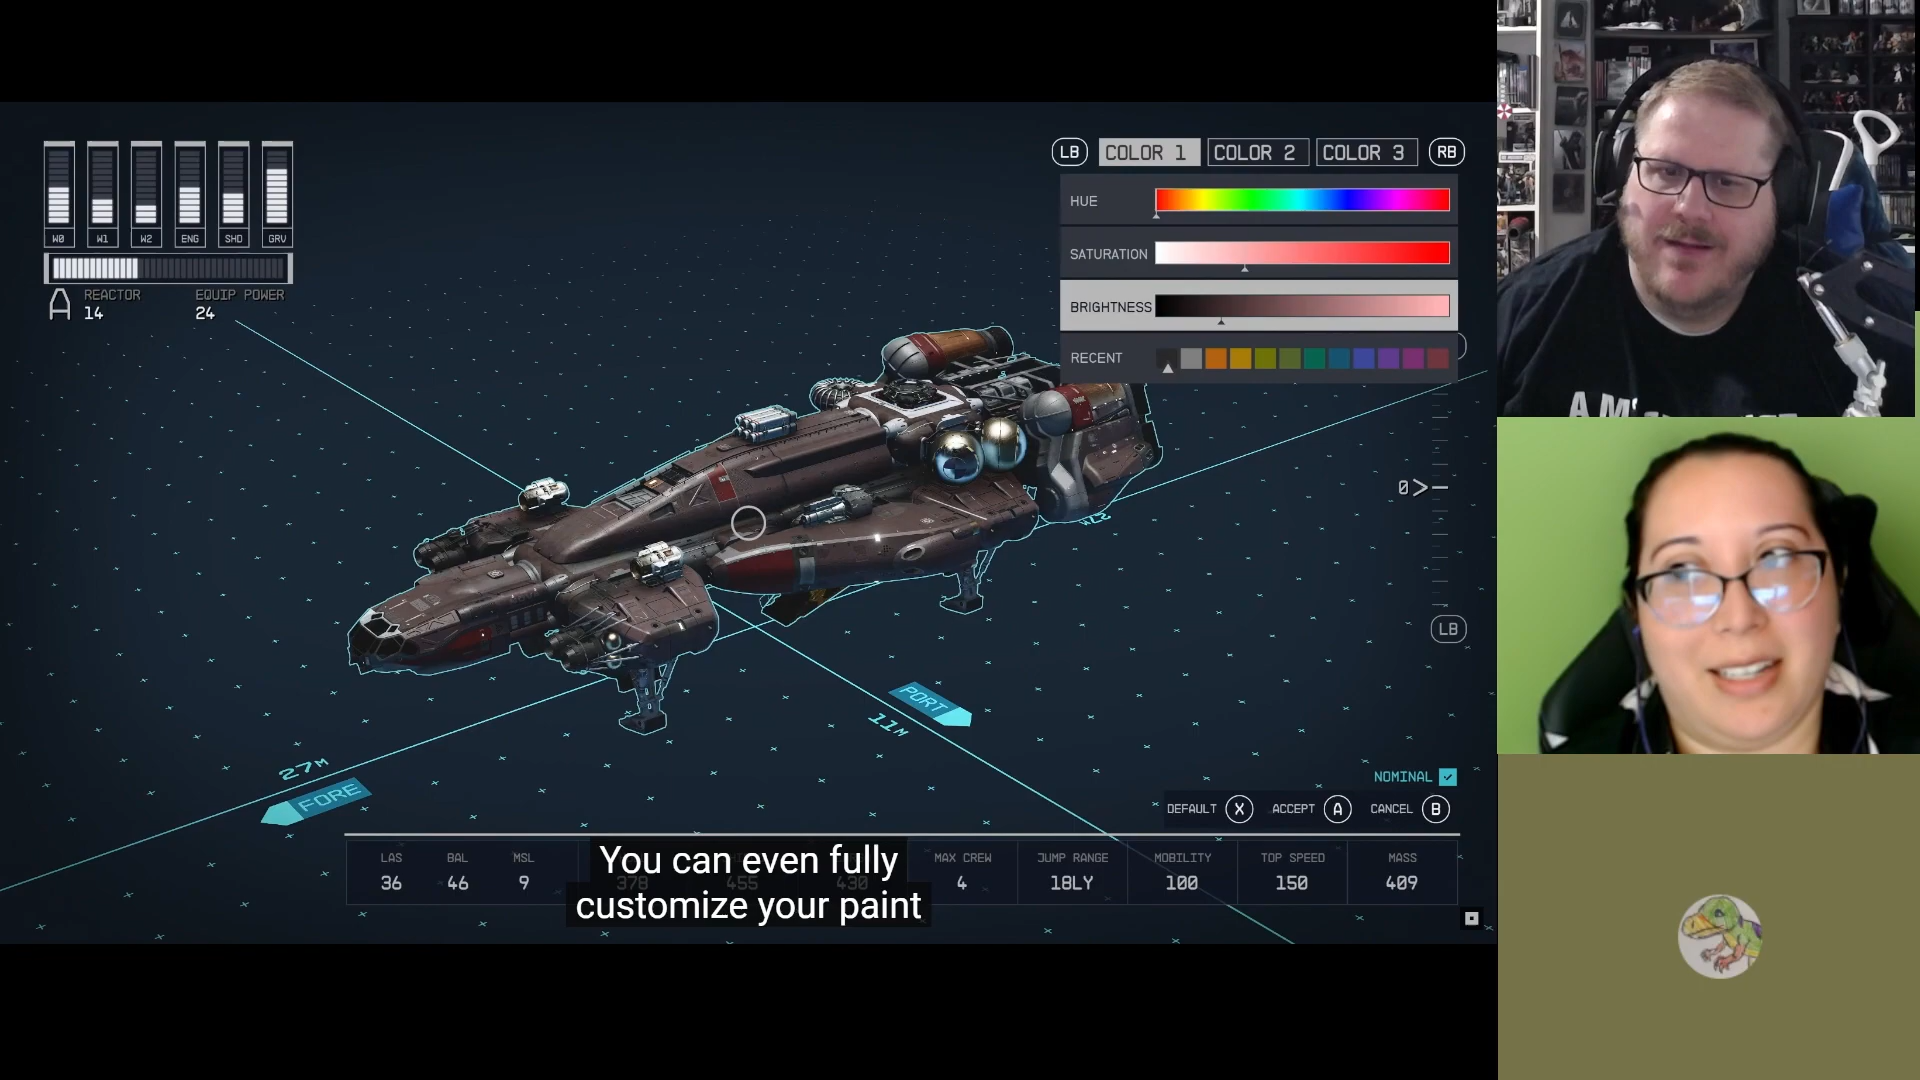 LB COLOR 1 COLOR 2 COLOR 3 RB
HUE
SATURATION
BRIGHTNESS
RECENT
W0 W1 W2 ENG SHD GRV
REACTOR EQUIP POWER
A 14 24
0
LB
PORT
11M
27M
FORE
NOMINAL
DEFAULT X ACCEPT A CANCEL B
LAS BAL MSL MAX CREW JUMP RANGE MOBILITY TOP SPEED MASS
36 46 9 378 455 430 4 18LY 100 150 409
You can even fully
customize your paint